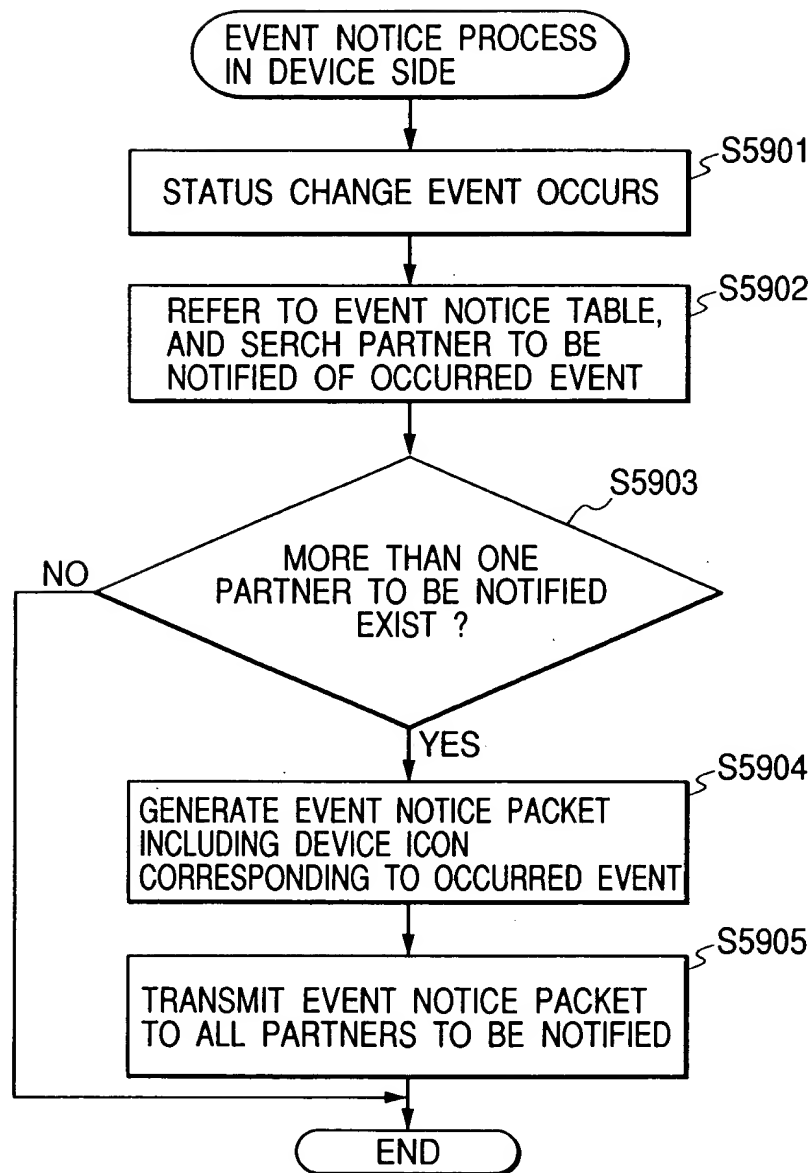 EVENT NOTICE PROCESS
IN DEVICE SIDE
S5901
STATUS CHANGE EVENT OCCURS
S5902
REFER TO EVENT NOTICE TABLE,
AND SERCH PARTNER TO BE
NOTIFIED OF OCCURRED EVENT
S5903
MORE THAN ONE
PARTNER TO BE NOTIFIED
EXIST ?
NO
YES
S5904
GENERATE EVENT NOTICE PACKET
INCLUDING DEVICE ICON
CORRESPONDING TO OCCURRED EVENT
S5905
TRANSMIT EVENT NOTICE PACKET
TO ALL PARTNERS TO BE NOTIFIED
END